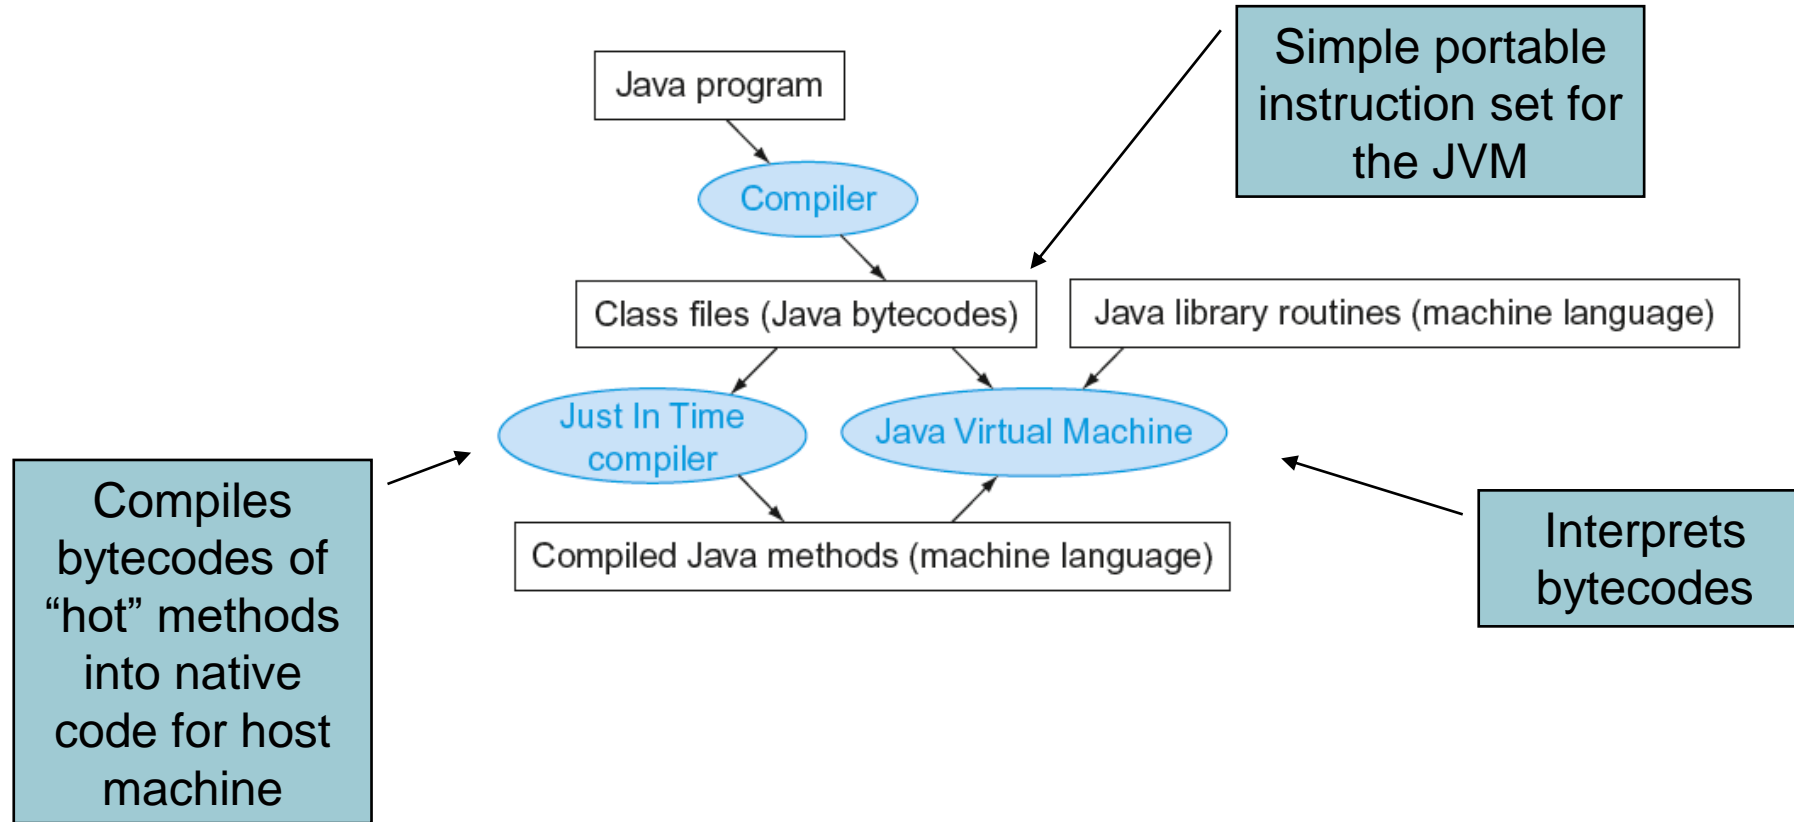 Java program
Simple portable
instruction set for
the JVM
Compiler
Class files (Java bytecodes)
Java library routines (machine language)
Just In Time
compiler
Java Virtual Machine
Compiles
bytecodes of
“hot” methods
into native
code for host
machine
Compiled Java methods (machine language)
Interprets
bytecodes